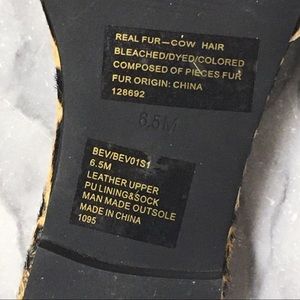 REAL FUR—COW HAIR
BLEACHED/DYED/COLORED
COMPOSED OF PIECES FUR
FUR ORIGIN: CHINA
128692
6.5M
BEV/BEV01S1
6.5M
LEATHER UPPER
PU LINING&SOCK
MAN MADE OUTSOLE
MADE IN CHINA
1095